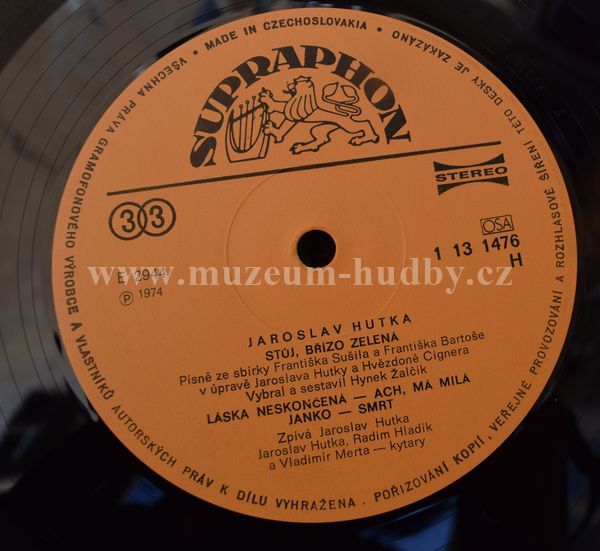 VŠECHNA PRÁVA GRAMOFONOVÉHO VÝROBCE A VLASTNÍKŮ AUTORSKÝCH PRÁV K DÍLU VYHRAŽENA . POŘIZOVÁNÍ KOPIÍ, VEŘEJNÉ PROVOZOVÁNÍ A ROZHLASOVÉ ŠÍŘENÍ TÉTO DESKY JE ZAKÁZÁNO • MADE IN CZECHOSLOVAKIA •
SUPRAPHON
STEREO
33
OSA
1 13 1476
H
E 2944
Ⓟ 1974
www.muzeum-hudby.cz
JAROSLAV HUTKA
STŮJ, BŘÍZO ZELENÁ
Písně ze sbírky Františka Sušila a Františka Bartoše
v úpravě Jaroslava Hutky a Hvězdoně Cignera
Vybral a sestavil Hynek Žalčík
LÁSKA NESKONČENÁ — ACH, MÁ MILÁ
JANKO — SMRT
Zpívá Jaroslav Hutka
Jaroslav Hutka, Radim Hladík
a Vladimír Merta — kytary